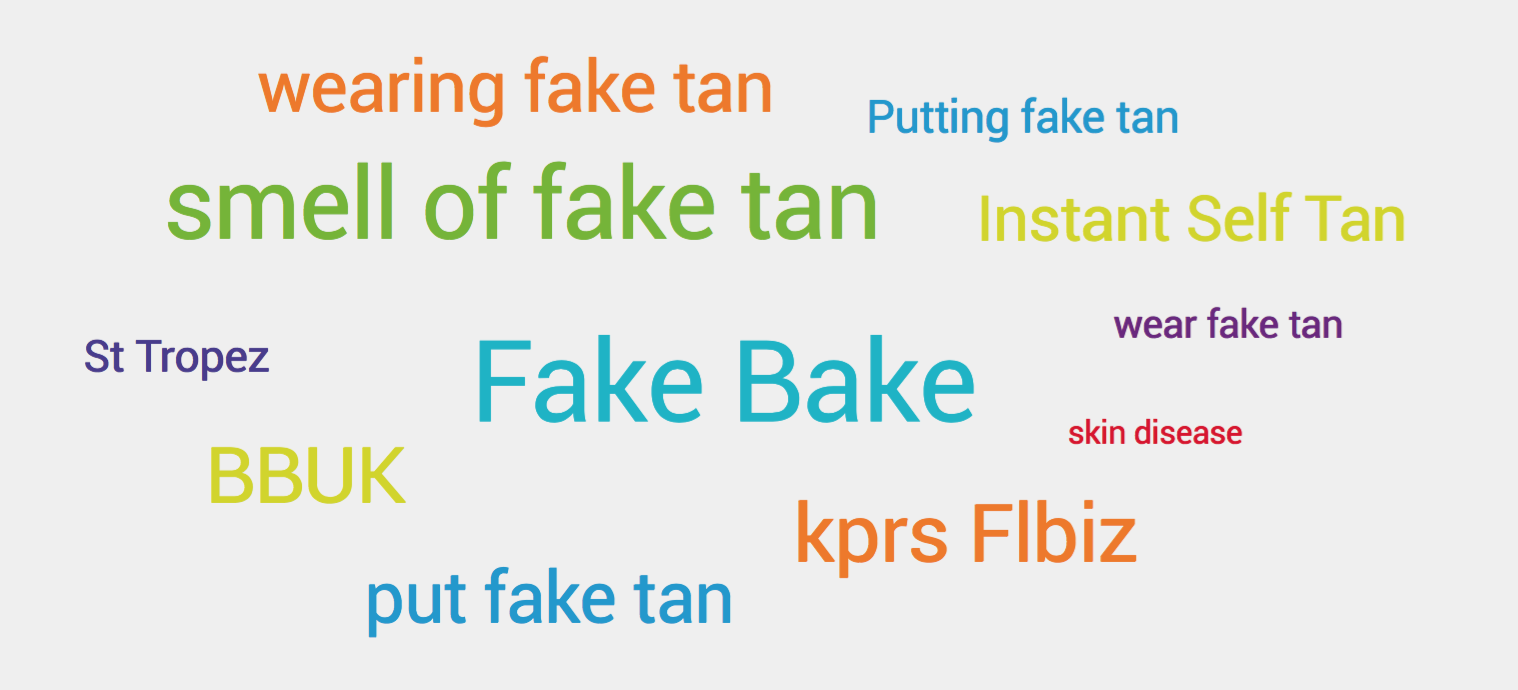 wearing fake tan
Putting fake tan
smell of fake tan
Instant Self Tan
wear fake tan
St Tropez
Fake Bake
skin disease
BBUK
kprs Flbiz
put fake tan